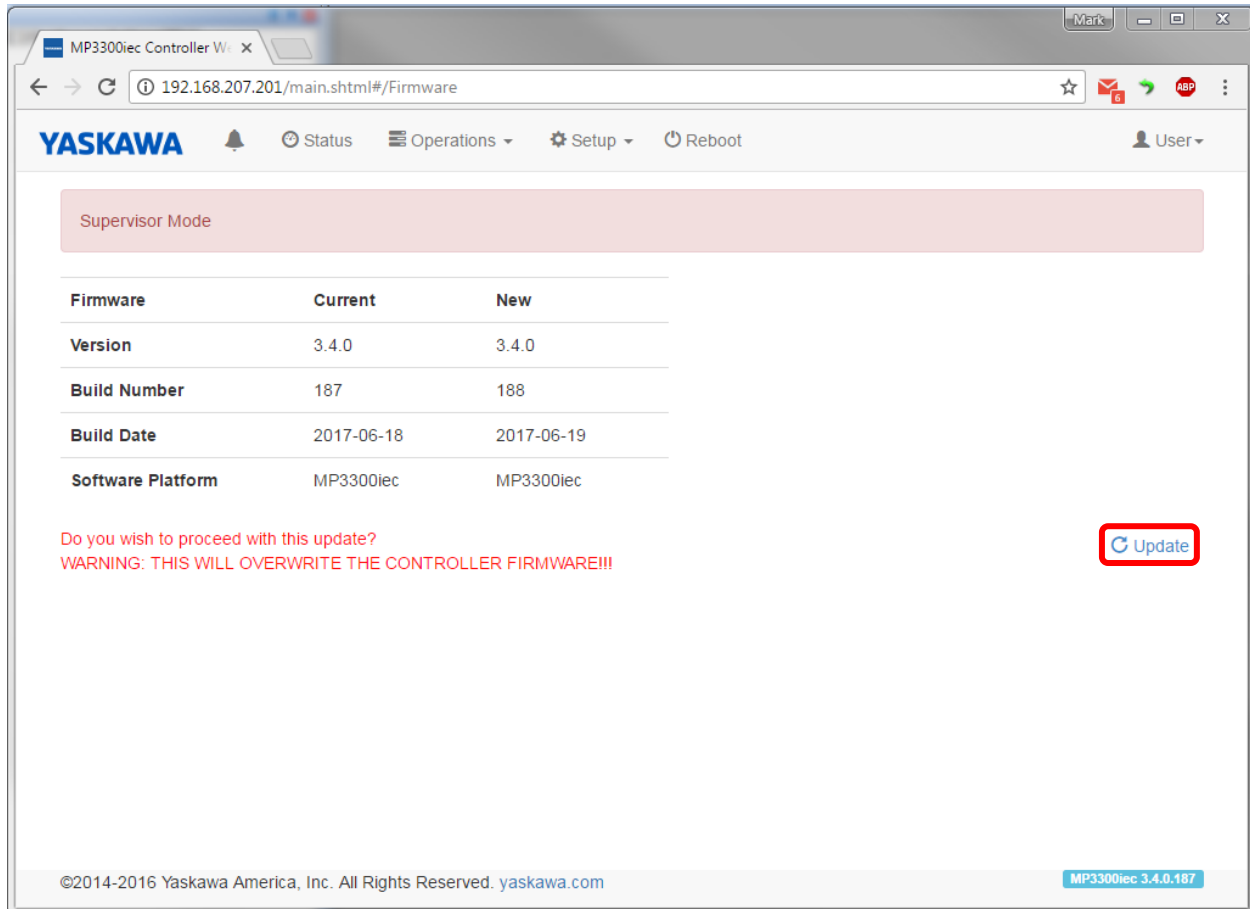 Mark
MP3300iec Controller We
192.168.207.201/main.shtml#/Firmware
6
ABP
YASKAWA
Status
Operations
Setup
Reboot
User
Supervisor Mode
Firmware Current New
Version 3.4.0 3.4.0
Build Number 187 188
Build Date 2017-06-18 2017-06-19
Software Platform MP3300iec MP3300iec
Do you wish to proceed with this update?
WARNING: THIS WILL OVERWRITE THE CONTROLLER FIRMWARE!!!
Update
©2014-2016 Yaskawa America, Inc. All Rights Reserved. yaskawa.com
MP3300iec 3.4.0.187